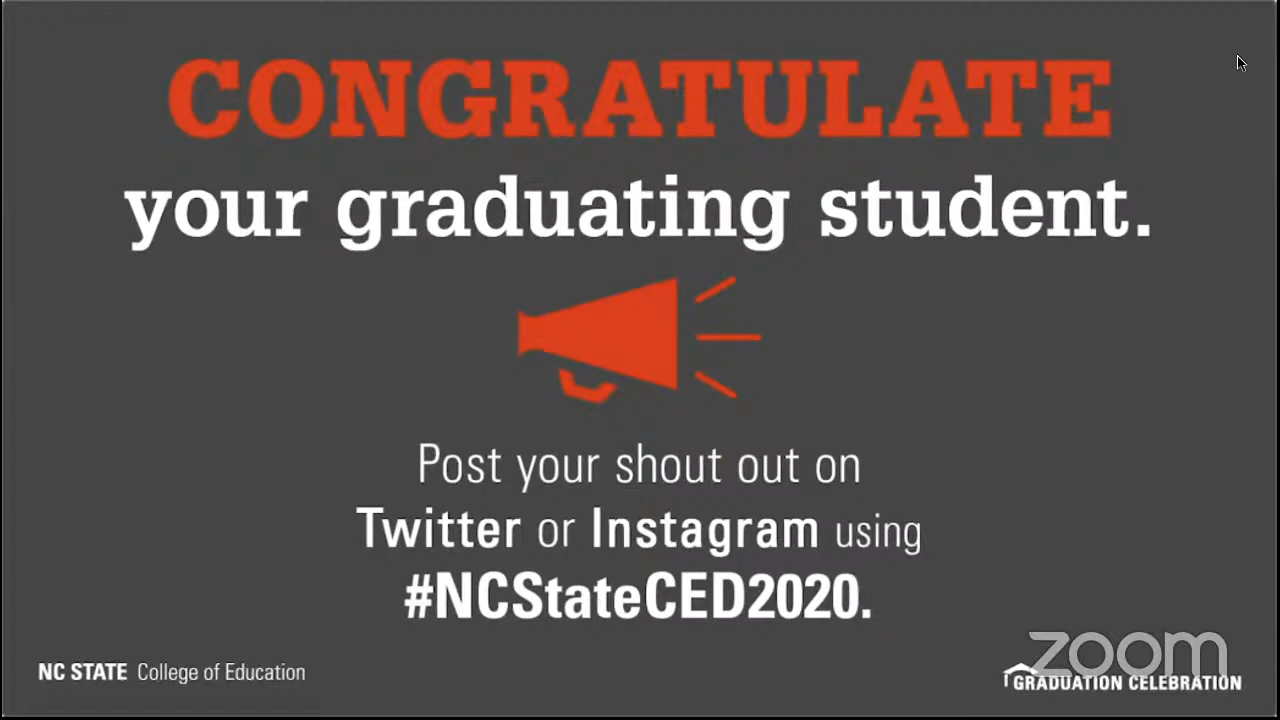 CONGRATULATE
your graduating student.
Post your shout out on
Twitter or Instagram using
#NCStateCED2020.
NC STATE College of Education
zoom
GRADUATION CELEBRATION